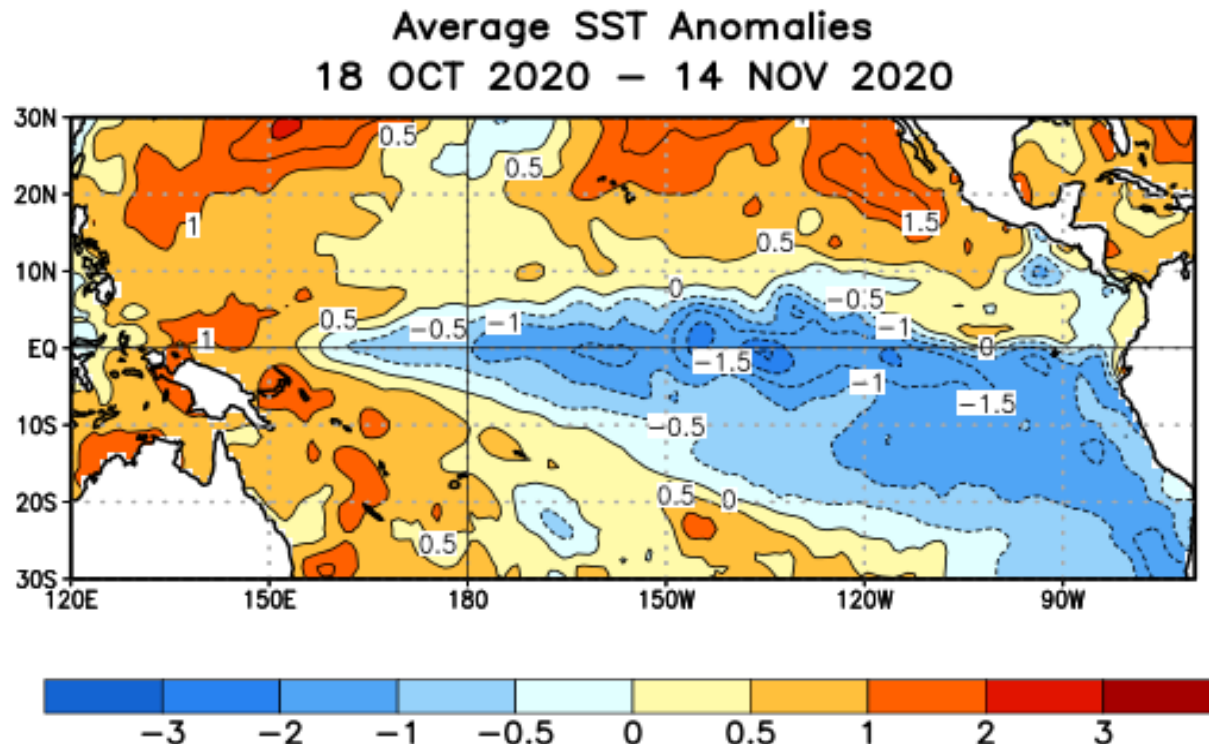 Average SST Anomalies
18 OCT 2020 – 14 NOV 2020
30N
0.5
0.5
20N
1
1.5
0.5
10N
0
−0.5
0.5
−0.5
−1
−1
1
0
EQ
−1.5
−1
−1.5
10S
−0.5
20S
0.5
0
0.5
30S
120E 150E 180 150W 120W 90W
−3 −2 −1 −0.5 0 0.5 1 2 3